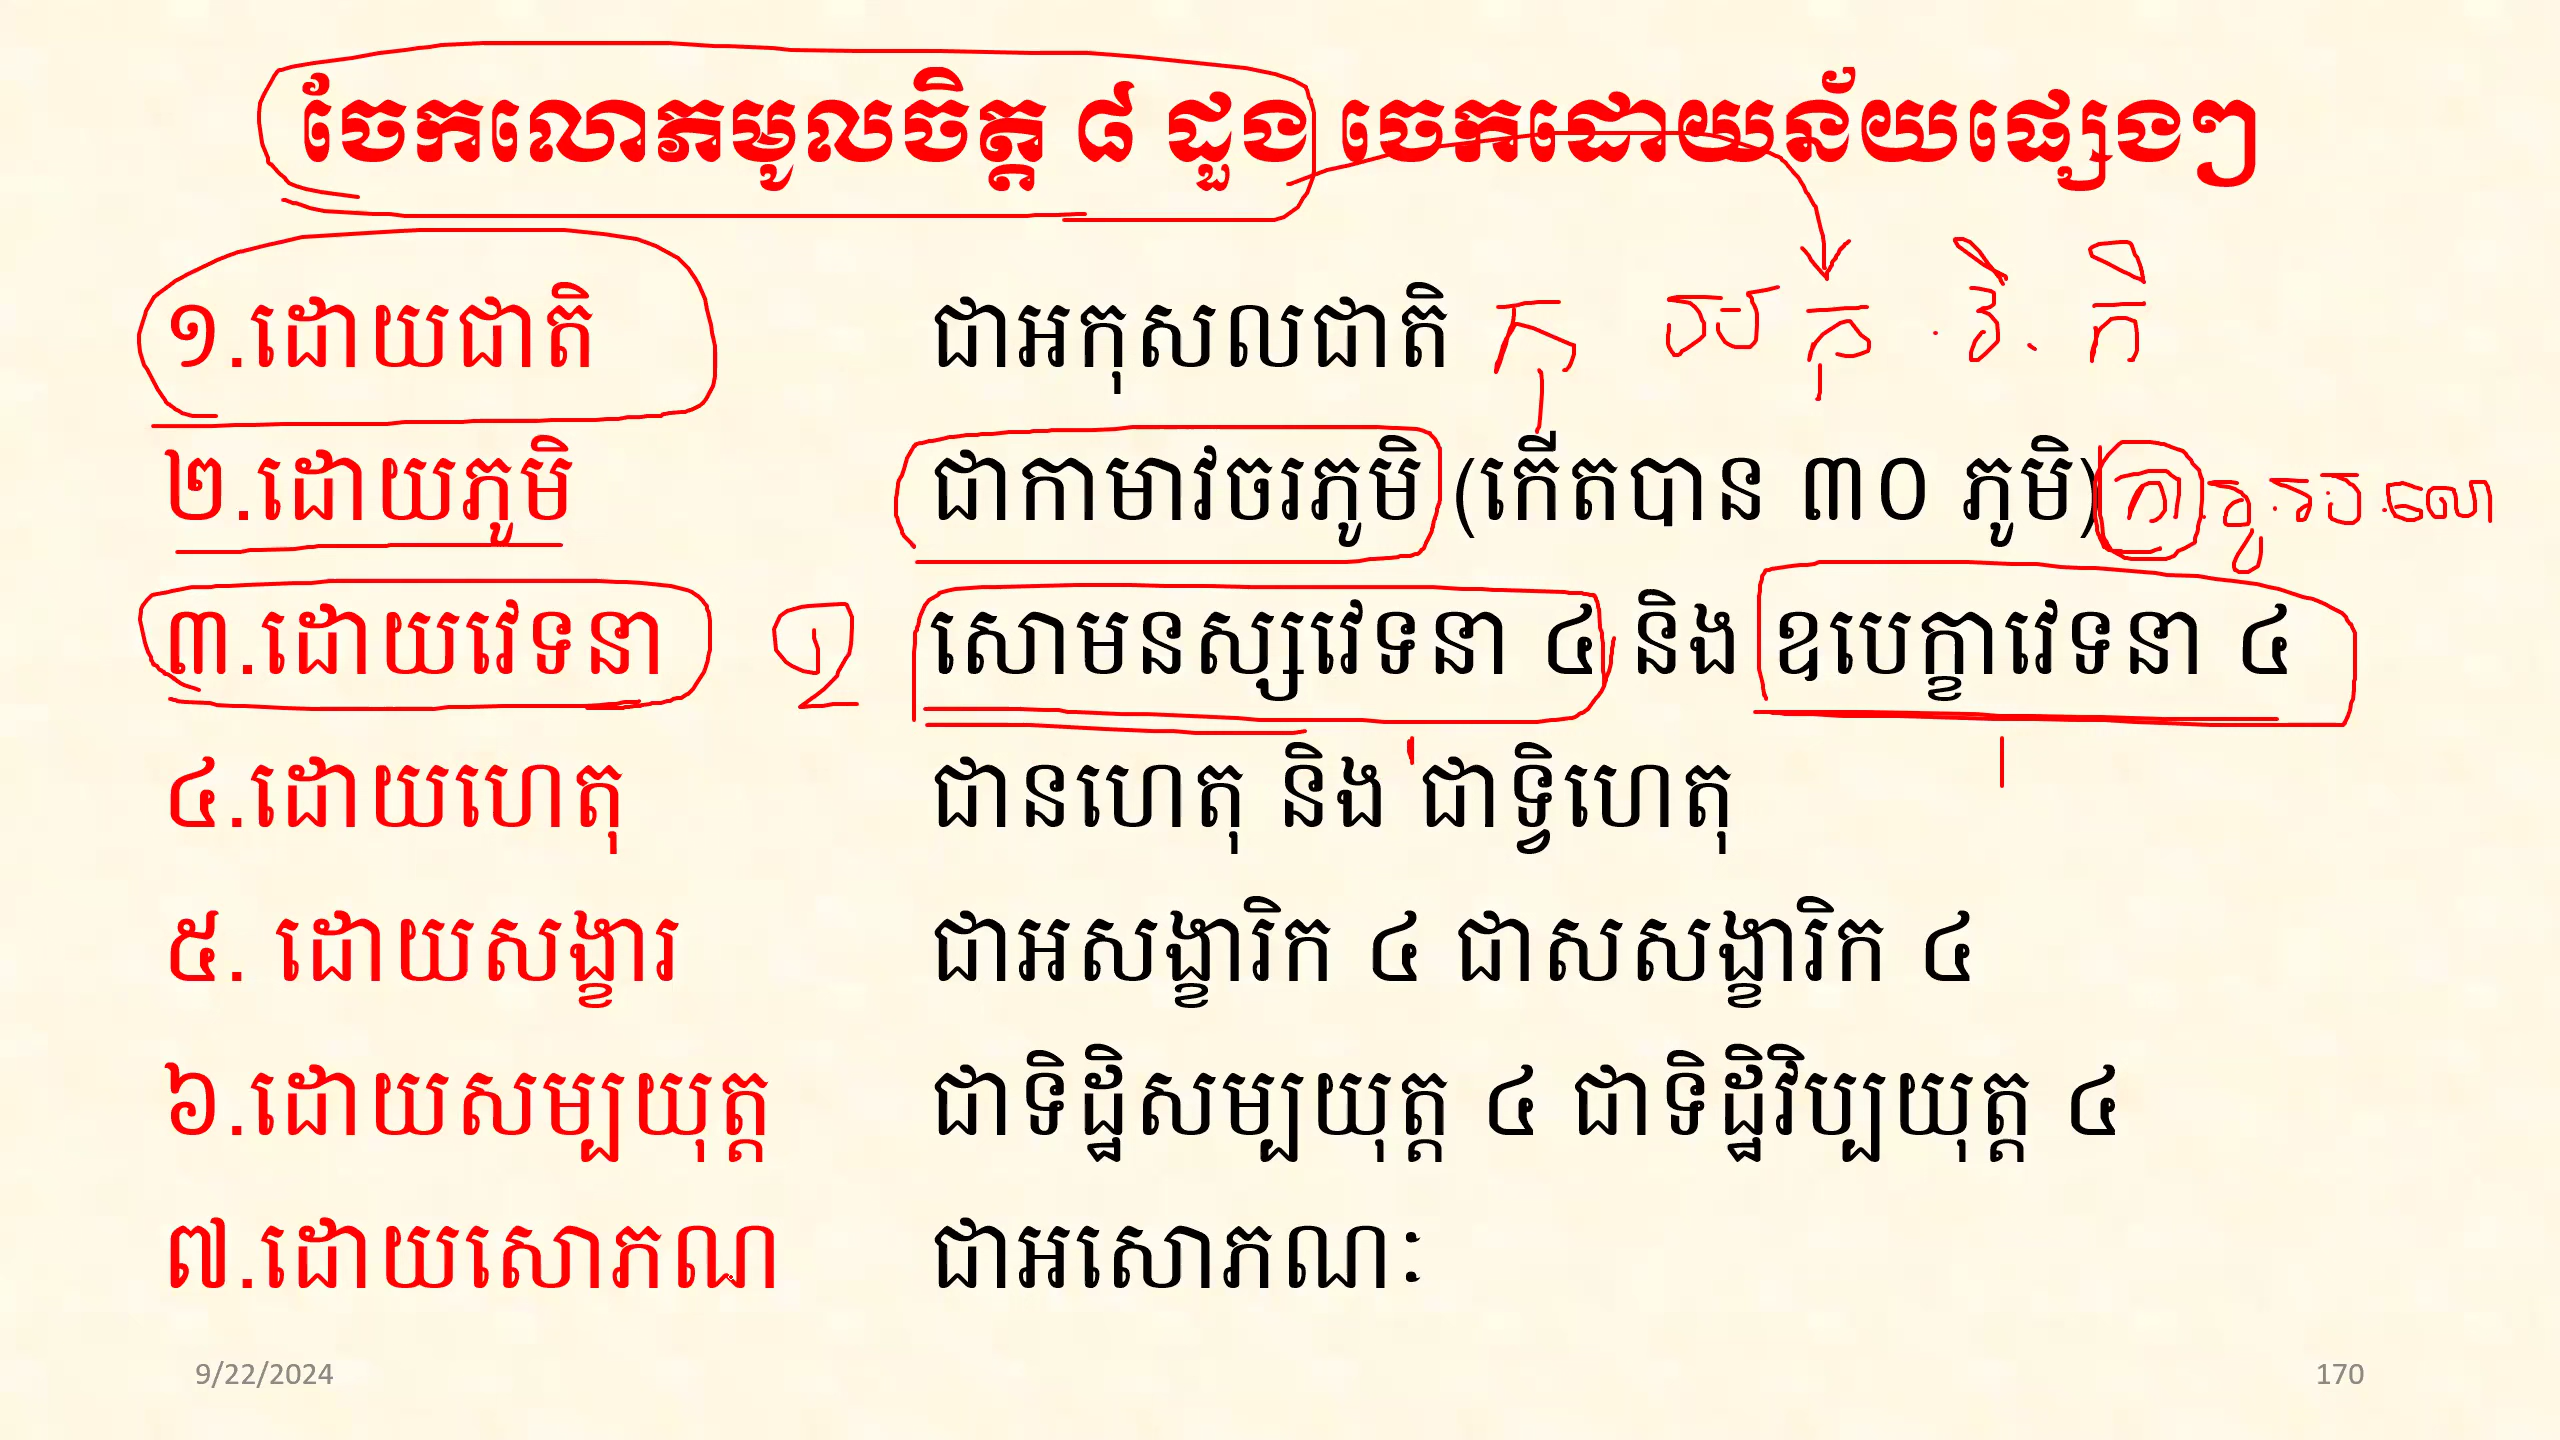 ចែកលោភមូលចិត្ត ៨ ដួង ចេកដោយន័យផ្សេងៗ
១.ដោយជាតិ ជាអកុសលជាតិ
២.ដោយភូមិ ជាកាមាវចរភូមិ (កើតបាន ៣០ ភូមិ)
៣.ដោយវេទនា សោមនស្សវេទនា ៤ និង ឧបេក្ខាវេទនា ៤
៤.ដោយហេតុ ជានហេតុ និង ជាទ្វិហេតុ
៥. ដោយសង្ខារ ជាអសង្ខារិក ៤ ជាសសង្ខារិក ៤
៦.ដោយសម្បយុត្ត ជាទិដ្ឋិសម្បយុត្ត ៤ ជាទិដ្ឋិវិប្បយុត្ត ៤
៧.ដោយសោភណ ជាអសោភណៈ
9/22/2024 170